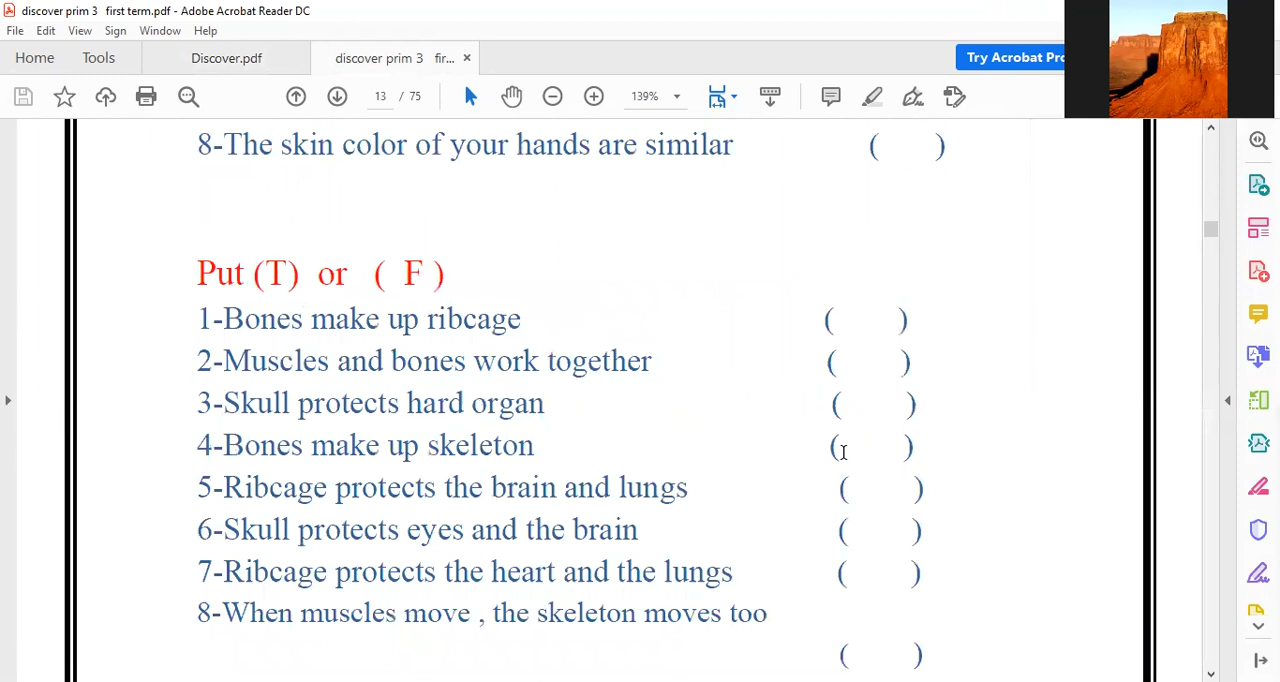 discover prim 3 first term.pdf - Adobe Acrobat Reader DC
File Edit View Sign Window Help
Home Tools Discover.pdf discover prim 3 fir... × Try Acrobat Pro
13 / 75 139%
8-The skin color of your hands are similar ( )
Put (T) or ( F )
1-Bones make up ribcage ( )
2-Muscles and bones work together ( )
3-Skull protects hard organ ( )
4-Bones make up skeleton ( )
5-Ribcage protects the brain and lungs ( )
6-Skull protects eyes and the brain ( )
7-Ribcage protects the heart and the lungs ( )
8-When muscles move , the skeleton moves too
( )